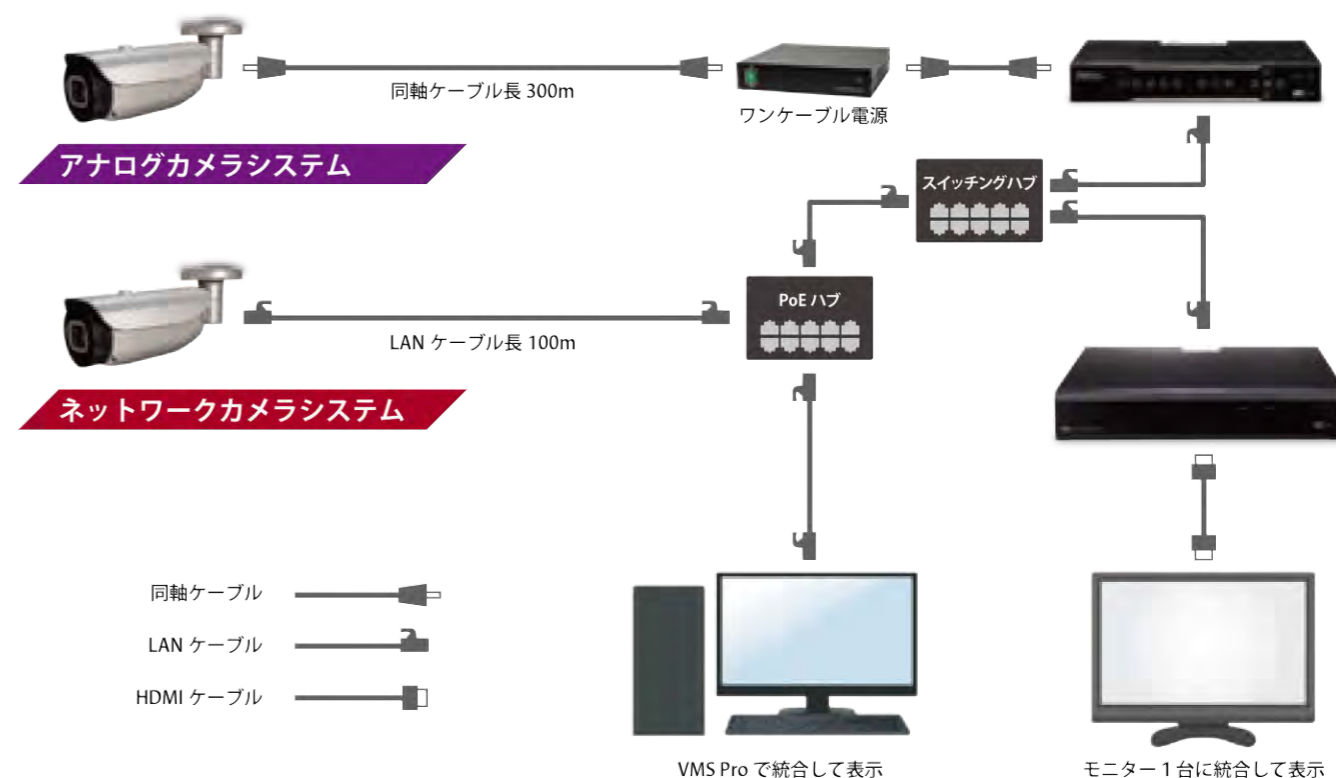 同軸ケーブル長 300m
ワンケーブル電源
アナログカメラシステム
スイッチングハブ
PoE ハブ
LAN ケーブル長 100m
ネットワークカメラシステム
同軸ケーブル
LAN ケーブル
HDMI ケーブル
VMS Pro で統合して表示
モニター 1 台に統合して表示